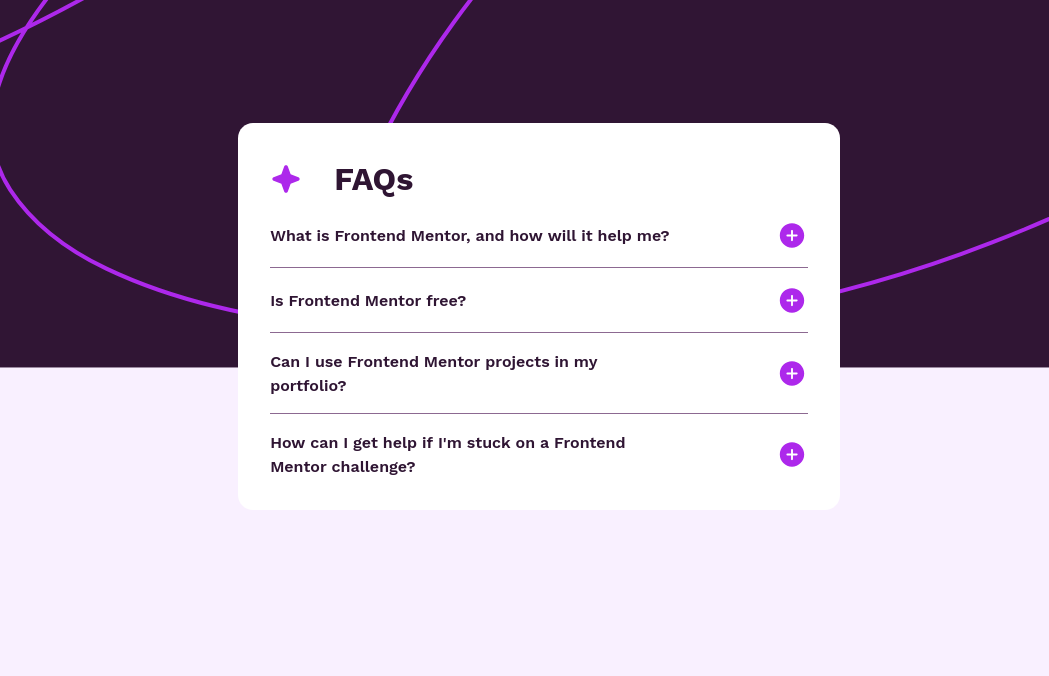 FAQs
What is Frontend Mentor, and how will it help me?
Is Frontend Mentor free?
Can I use Frontend Mentor projects in my
portfolio?
How can I get help if I'm stuck on a Frontend
Mentor challenge?